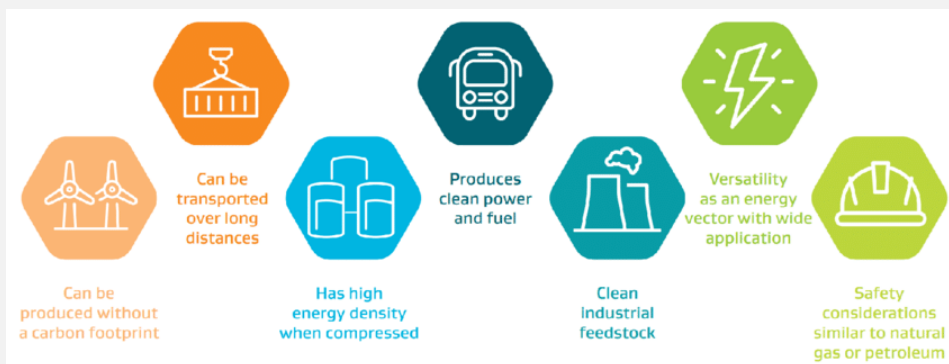 Can be
produced without
a carbon footprint
Can be
transported
over long
distances
Has high
energy density
when compressed
Produces
clean power
and fuel
Clean
industrial
feedstock
Versatility
as an energy
vector with wide
application
Safety
considerations
similar to natural
gas or petroleum